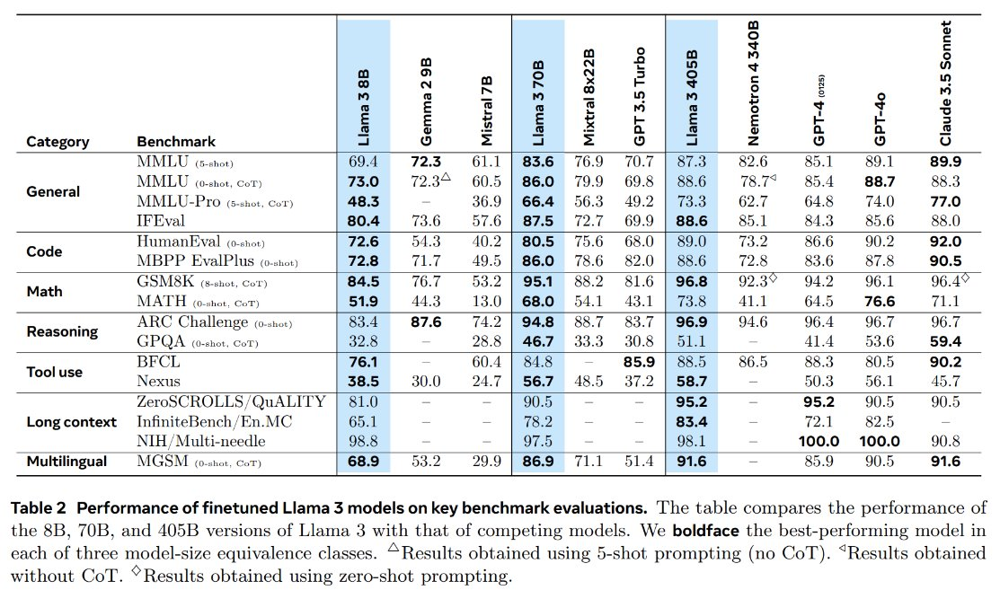 Category Benchmark Llama 3 8B Gemma 2 9B Mistral 7B Llama 3 70B Mixtral 8x22B GPT 3.5 Turbo Llama 3 405B Nemotron 4 340B GPT-4 (0125) GPT-4o Claude 3.5 Sonnet
General
MMLU (5-shot) 69.4 72.3 61.1 83.6 76.9 70.7 87.3 82.6 85.1 89.1 89.9
MMLU (0-shot, CoT) 73.0 72.3△ 60.5 86.0 79.9 69.8 88.6 78.7◁ 85.4 88.7 88.3
MMLU-Pro (5-shot, CoT) 48.3 – 36.9 66.4 56.3 49.2 73.3 62.7 64.8 74.0 77.0
IFEval 80.4 73.6 57.6 87.5 72.7 69.9 88.6 85.1 84.3 85.6 88.0
Code
HumanEval (0-shot) 72.6 54.3 40.2 80.5 75.6 68.0 89.0 73.2 86.6 90.2 92.0
MBPP EvalPlus (0-shot) 72.8 71.7 49.5 86.0 78.6 82.0 88.6 72.8 83.6 87.8 90.5
Math
GSM8K (8-shot, CoT) 84.5 76.7 53.2 95.1 88.2 81.6 96.8 92.3◇ 94.2 96.1 96.4◇
MATH (0-shot, CoT) 51.9 44.3 13.0 68.0 54.1 43.1 73.8 41.1 64.5 76.6 71.1
Reasoning
ARC Challenge (0-shot) 83.4 87.6 74.2 94.8 88.7 83.7 96.9 94.6 96.4 96.7 96.7
GPQA (0-shot, CoT) 32.8 – 28.8 46.7 33.3 30.8 51.1 – 41.4 53.6 59.4
Tool use
BFCL 76.1 – 60.4 84.8 – 85.9 88.5 86.5 88.3 80.5 90.2
Nexus 38.5 30.0 24.7 56.7 48.5 37.2 58.7 – 50.3 56.1 45.7
Long context
ZeroSCROLLS/QuALITY 81.0 – – 90.5 – – 95.2 – 95.2 90.5 90.5
InfiniteBench/En.MC 65.1 – – 78.2 – – 83.4 – 72.1 82.5 –
NIH/Multi-needle 98.8 – – 97.5 – – 98.1 – 100.0 100.0 90.8
Multilingual
MGSM (0-shot, CoT) 68.9 53.2 29.9 86.9 71.1 51.4 91.6 – 85.9 90.5 91.6
Table 2 Performance of finetuned Llama 3 models on key benchmark evaluations. The table compares the performance of
the 8B, 70B, and 405B versions of Llama 3 with that of competing models. We boldface the best-performing model in
each of three model-size equivalence classes. △Results obtained using 5-shot prompting (no CoT). ◁Results obtained
without CoT. ◇Results obtained using zero-shot prompting.